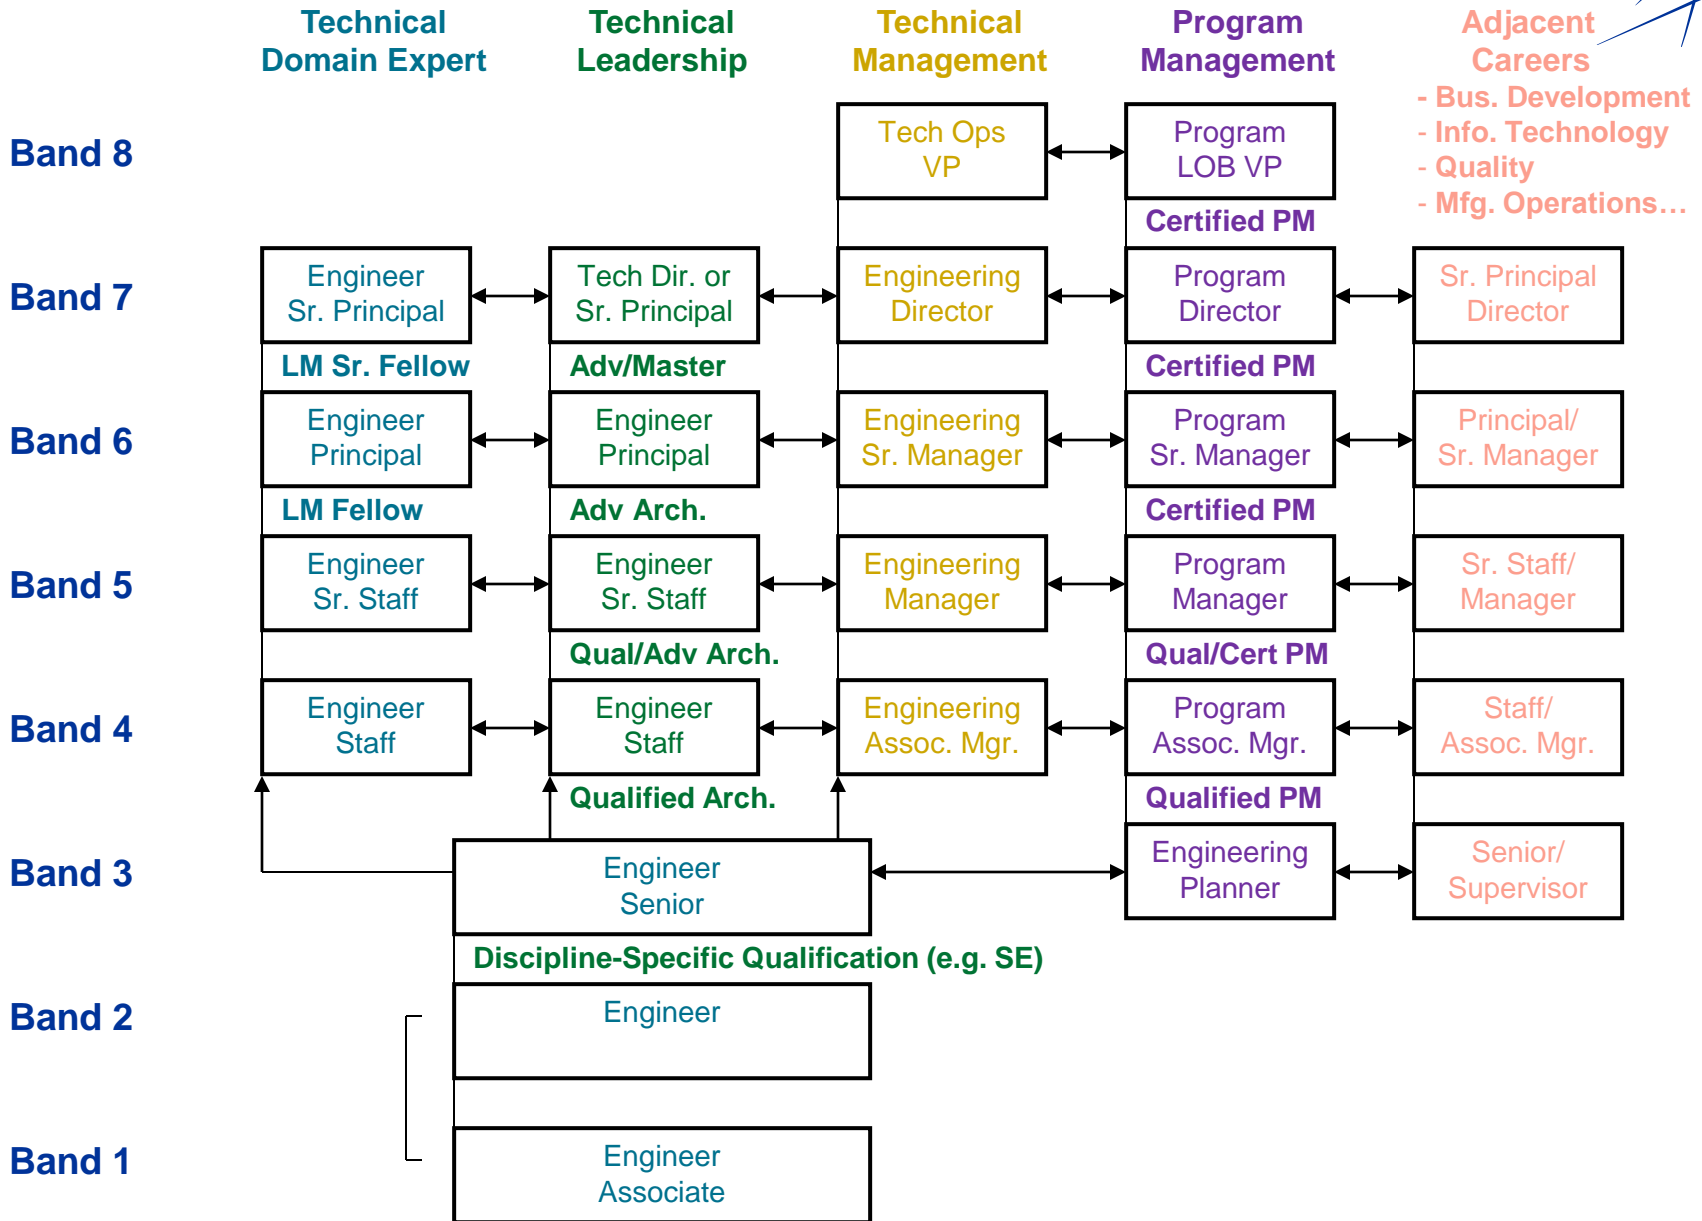 Technical
Domain Expert
Technical
Leadership
Technical
Management
Program
Management
Adjacent
Careers
- Bus. Development
- Info. Technology
- Quality
- Mfg. Operations…
Band 8
Tech Ops
VP
Program
LOB VP
Certified PM
Band 7
Engineer
Sr. Principal
Tech Dir. or
Sr. Principal
Engineering
Director
Program
Director
Sr. Principal
Director
LM Sr. Fellow
Adv/Master
Certified PM
Band 6
Engineer
Principal
Engineer
Principal
Engineering
Sr. Manager
Program
Sr. Manager
Principal/
Sr. Manager
LM Fellow
Adv Arch.
Certified PM
Band 5
Engineer
Sr. Staff
Engineer
Sr. Staff
Engineering
Manager
Program
Manager
Sr. Staff/
Manager
Qual/Adv Arch.
Qual/Cert PM
Band 4
Engineer
Staff
Engineer
Staff
Engineering
Assoc. Mgr.
Program
Assoc. Mgr.
Staff/
Assoc. Mgr.
Qualified Arch.
Qualified PM
Band 3
Engineer
Senior
Engineering
Planner
Senior/
Supervisor
Discipline-Specific Qualification (e.g. SE)
Band 2
Engineer
Band 1
Engineer
Associate